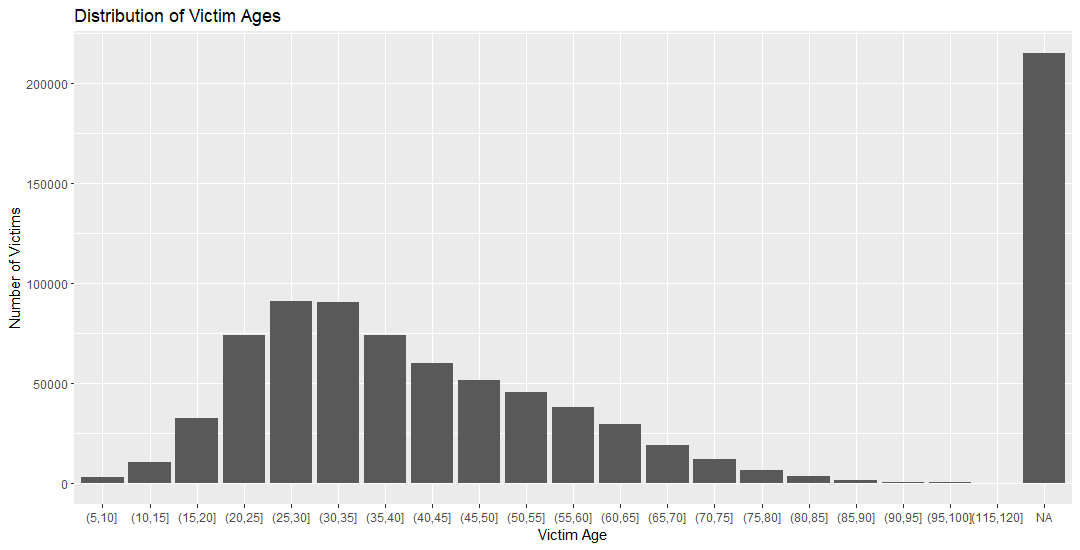 Distribution of Victim Ages
200000
150000
100000
50000
0
Number of Victims
(5,10] (10,15] (15,20] (20,25] (25,30] (30,35] (35,40] (40,45] (45,50] (50,55] (55,60] (60,65] (65,70] (70,75] (75,80] (80,85] (85,90] (90,95] (95,100] (115,120] NA
Victim Age